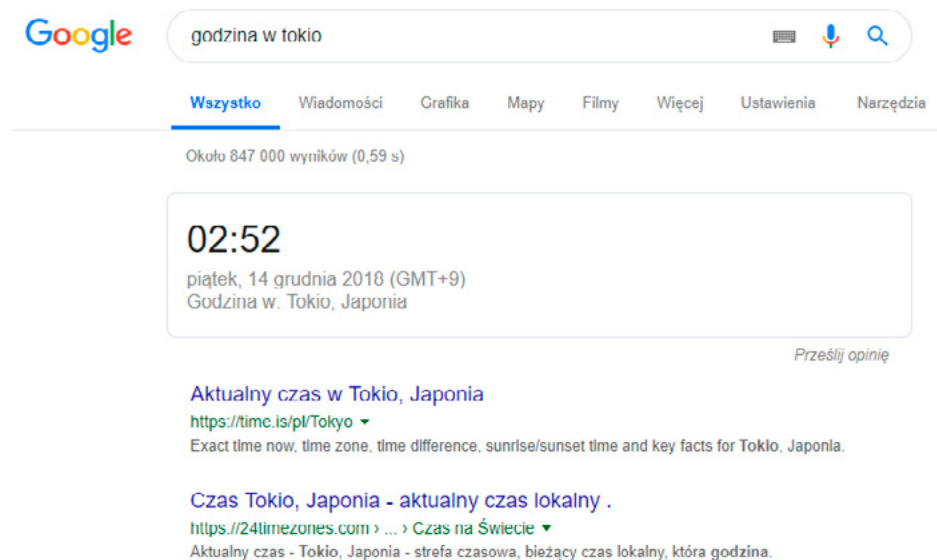 Google
godzina w tokio
Wszystko Wiadomości Grafika Mapy Filmy Więcej Ustawienia Narzędzia
Około 847 000 wyników (0,59 s)
02:52
piątek, 14 grudnia 2018 (GMT+9)
Godzina w: Tokio, Japonia
Prześlij opinię
Aktualny czas w Tokio, Japonia
https://time.is/pl/Tokyo
Exact time now, time zone, time difference, sunrise/sunset time and key facts for Tokio, Japonia.
Czas Tokio, Japonia - aktualny czas lokalny .
https://24timezones.com › ... › Czas na Świecie
Aktualny czas - Tokio, Japonia - strefa czasowa, bieżący czas lokalny, która godzina.